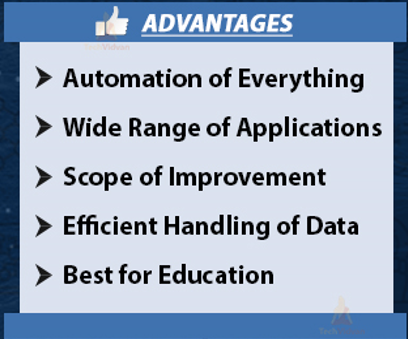 ADVANTAGES
Automation of Everything
Wide Range of Applications
Scope of Improvement
Efficient Handling of Data
Best for Education